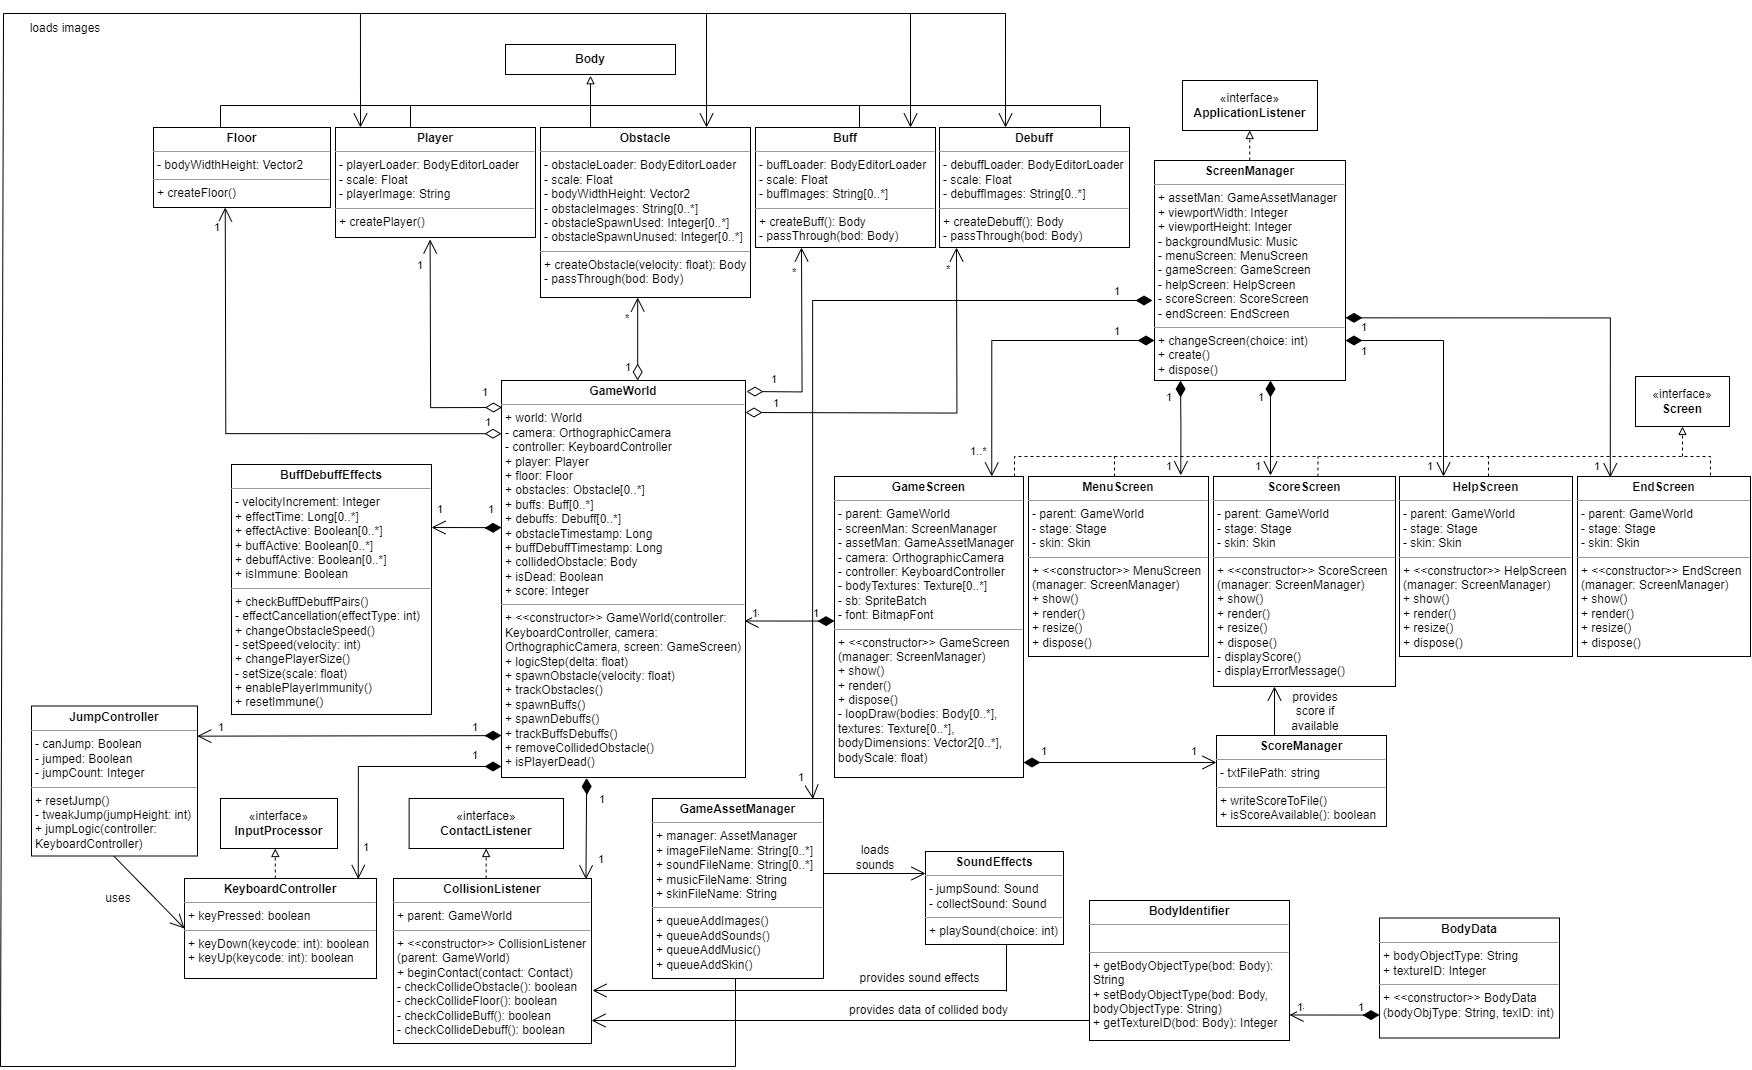 loads images
Body
«interface»
ApplicationListener
Floor
- bodyWidthHeight: Vector2
+ createFloor()
Player
- playerLoader: BodyEditorLoader
- scale: Float
- playerImage: String
+ createPlayer()
Obstacle
- obstacleLoader: BodyEditorLoader
- scale: Float
- bodyWidthHeight: Vector2
- obstacleImages: String[0..*]
- obstacleSpawnUsed: Integer[0..*]
- obstacleSpawnUnused: Integer[0..*]
+ createObstacle(velocity: float): Body
- passThrough(bod: Body)
Buff
- buffLoader: BodyEditorLoader
- scale: Float
- buffImages: String[0..*]
+ createBuff(): Body
- passThrough(bod: Body)
Debuff
- debuffLoader: BodyEditorLoader
- scale: Float
- debuffImages: String[0..*]
+ createDebuff(): Body
- passThrough(bod: Body)
ScreenManager
+ assetMan: GameAssetManager
+ viewportWidth: Integer
+ viewportHeight: Integer
- backgroundMusic: Music
- menuScreen: MenuScreen
- gameScreen: GameScreen
- helpScreen: HelpScreen
- scoreScreen: ScoreScreen
- endScreen: EndScreen
+ changeScreen(choice: int)
+ create()
+ dispose()
1
1
*
*
*
1
1
1
1
1
1
1
1
1
1
1
1
«interface»
Screen
GameWorld
+ world: World
- camera: OrthographicCamera
- controller: KeyboardController
+ player: Player
+ floor: Floor
+ obstacles: Obstacle[0..*]
+ buffs: Buff[0..*]
+ debuffs: Debuff[0..*]
+ obstacleTimestamp: Long
+ buffDebuffTimestamp: Long
+ collidedObstacle: Body
+ isDead: Boolean
+ score: Integer
+ <<constructor>> GameWorld(controller:
KeyboardController, camera:
OrthographicCamera, screen: GameScreen)
+ logicStep(delta: float)
+ spawnObstacle(velocity: float)
+ trackObstacles()
+ spawnBuffs()
+ spawnDebuffs()
+ trackBuffsDebuffs()
+ removeCollidedObstacle()
+ isPlayerDead()
BuffDebuffEffects
- velocityIncrement: Integer
+ effectTime: Long[0..*]
+ effectActive: Boolean[0..*]
+ buffActive: Boolean[0..*]
+ debuffActive: Boolean[0..*]
+ isImmune: Boolean
+ checkBuffDebuffPairs()
- effectCancellation(effectType: int)
+ changeObstacleSpeed()
- setSpeed(velocity: int)
+ changePlayerSize()
- setSize(scale: float)
+ enablePlayerImmunity()
+ resetImmune()
1
1
1..*
1
1
1
1
GameScreen
- parent: GameWorld
- screenMan: ScreenManager
- assetMan: GameAssetManager
- camera: OrthographicCamera
- controller: KeyboardController
- bodyTextures: Texture[0..*]
- sb: SpriteBatch
- font: BitmapFont
+ <<constructor>> GameScreen
(manager: ScreenManager)
+ show()
+ render()
+ dispose()
- loopDraw(bodies: Body[0..*],
textures: Texture[0..*],
bodyDimensions: Vector2[0..*],
bodyScale: float)
MenuScreen
- parent: GameWorld
- stage: Stage
- skin: Skin
+ <<constructor>> MenuScreen
(manager: ScreenManager)
+ show()
+ render()
+ resize()
+ dispose()
ScoreScreen
- parent: GameWorld
- stage: Stage
- skin: Skin
+ <<constructor>> ScoreScreen
(manager: ScreenManager)
+ show()
+ render()
+ resize()
+ dispose()
- displayScore()
- displayErrorMessage()
HelpScreen
- parent: GameWorld
- stage: Stage
- skin: Skin
+ <<constructor>> HelpScreen
(manager: ScreenManager)
+ show()
+ render()
+ resize()
+ dispose()
EndScreen
- parent: GameWorld
- stage: Stage
- skin: Skin
+ <<constructor>> EndScreen
(manager: ScreenManager)
+ show()
+ render()
+ resize()
+ dispose()
1
1
provides
score if
available
JumpController
- canJump: Boolean
- jumped: Boolean
- jumpCount: Integer
+ resetJump()
- tweakJump(jumpHeight: int)
+ jumpLogic(controller:
KeyboardController)
1
1
1
1
1
1
1
1
1
ScoreManager
- txtFilePath: string
+ writeScoreToFile()
+ isScoreAvailable(): boolean
uses
«interface»
InputProcessor
«interface»
ContactListener
KeyboardController
+ keyPressed: boolean
+ keyDown(keycode: int): boolean
+ keyUp(keycode: int): boolean
CollisionListener
+ parent: GameWorld
+ <<constructor>> CollisionListener
(parent: GameWorld)
+ beginContact(contact: Contact)
- checkCollideObstacle(): boolean
- checkCollideFloor(): boolean
- checkCollideBuff(): boolean
- checkCollideDebuff(): boolean
GameAssetManager
+ manager: AssetManager
+ imageFileName: String[0..*]
+ soundFileName: String[0..*]
+ musicFileName: String
+ skinFileName: String
+ queueAddImages()
+ queueAddSounds()
+ queueAddMusic()
+ queueAddSkin()
loads
sounds
SoundEffects
- jumpSound: Sound
- collectSound: Sound
+ playSound(choice: int)
provides sound effects
provides data of collided body
BodyIdentifier
+ getBodyObjectType(bod: Body):
String
+ setBodyObjectType(bod: Body,
bodyObjectType: String)
+ getTextureID(bod: Body): Integer
1
1
BodyData
+ bodyObjectType: String
+ textureID: Integer
+ <<constructor>> BodyData
(bodyObjType: String, texID: int)